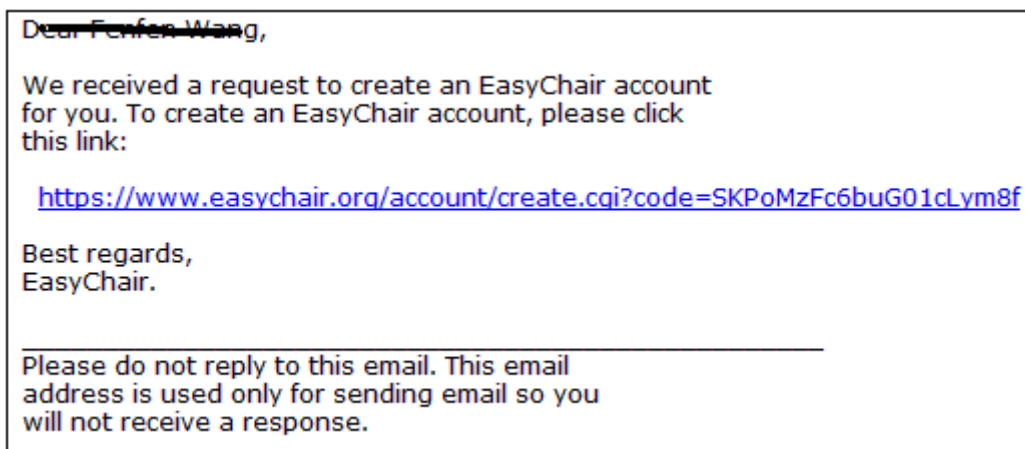 We received a request to create an EasyChair account
for you. To create an EasyChair account, please click
this link:
https://www.easychair.org/account/create.cgi?code=SKPoMzFc6buG01cLym8f
Best regards,
EasyChair.
Please do not reply to this email. This email
address is used only for sending email so you
will not receive a response.